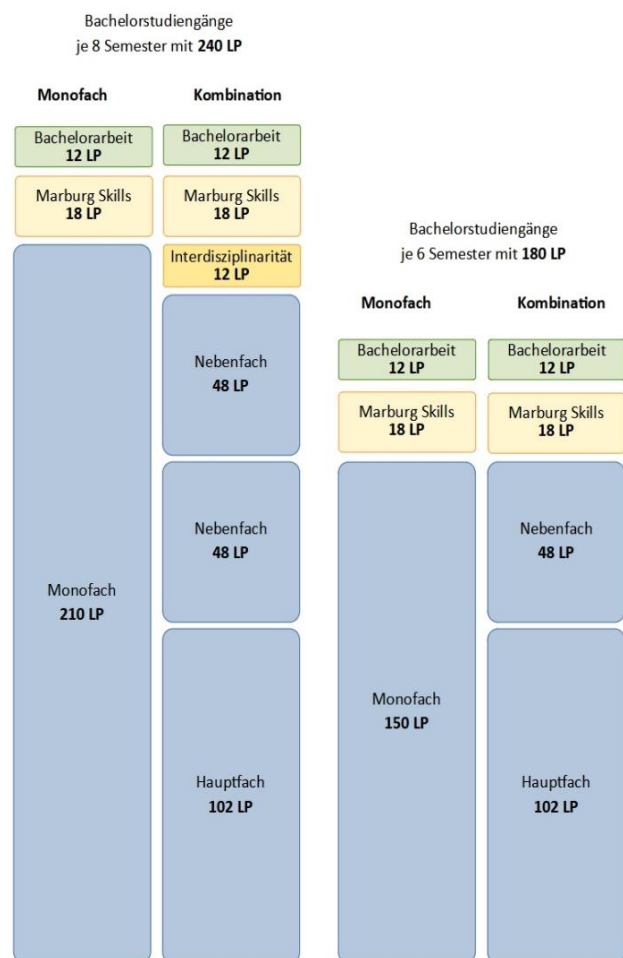 Bachelorstudiengänge
je 8 Semester mit 240 LP
Monofach
Kombination
Bachelorarbeit
12 LP
Bachelorarbeit
12 LP
Marburg Skills
18 LP
Marburg Skills
18 LP
Interdisziplinarität
12 LP
Nebenfach
48 LP
Nebenfach
48 LP
Monofach
210 LP
Hauptfach
102 LP
Bachelorstudiengänge
je 6 Semester mit 180 LP
Monofach
Kombination
Bachelorarbeit
12 LP
Bachelorarbeit
12 LP
Marburg Skills
18 LP
Marburg Skills
18 LP
Nebenfach
48 LP
Monofach
150 LP
Hauptfach
102 LP